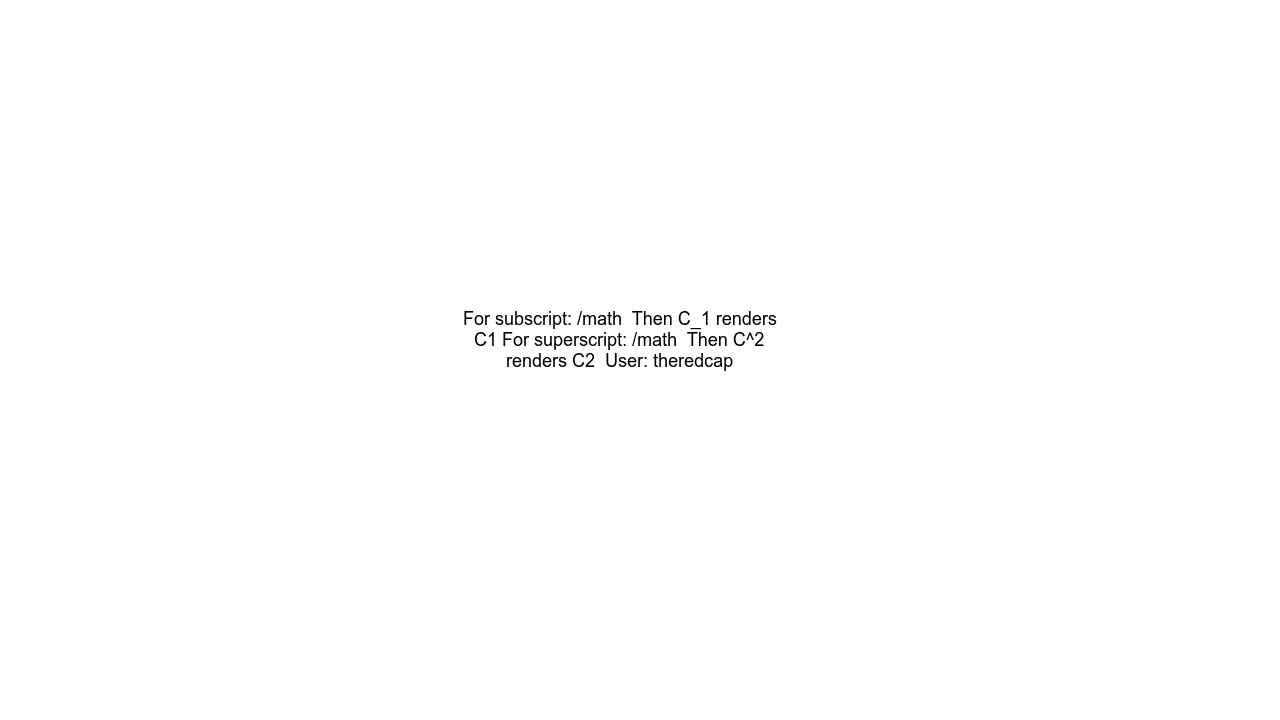 For subscript: /math  Then C_1 renders
C1 For superscript: /math  Then C^2
renders C2  User: theredcap